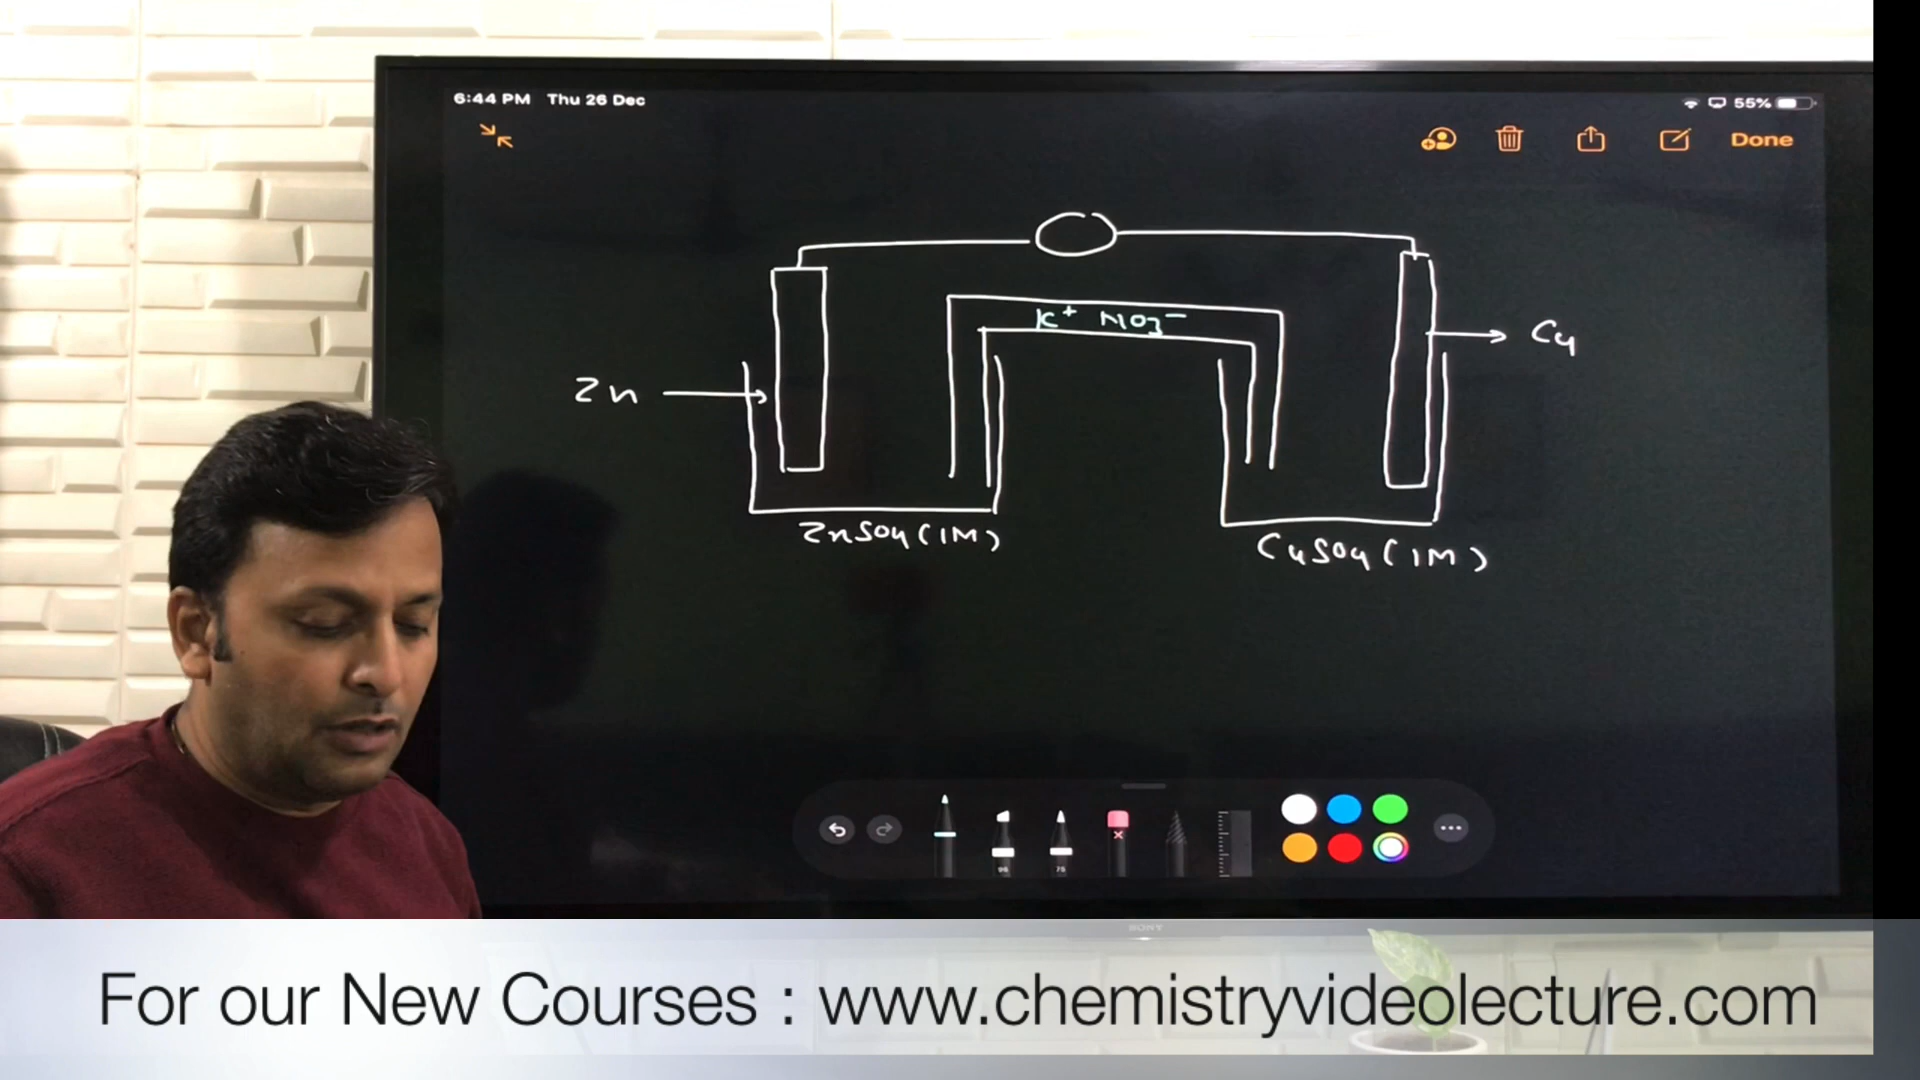 6:44 PM Thu 26 Dec
55%
Done
K+ NO3-
Cu
Zn
ZnSO4 (1M)
CuSO4 (1M)
SONY
For our New Courses : www.chemistryvideolecture.com